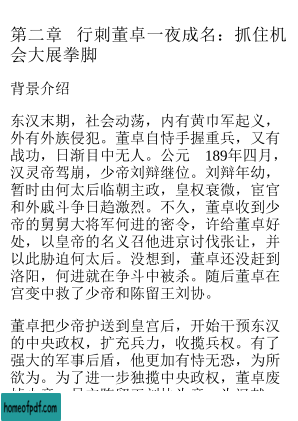 第二章 行刺董卓一夜成名：抓住机
会大展拳脚
背景介绍
东汉末期，社会动荡，内有黄巾军起义，
外有外族侵犯。董卓自恃手握重兵，又有
战功，日渐目中无人。公元 189年四月，
汉灵帝驾崩，少帝刘辩继位。刘辩年幼，
暂时由何太后临朝主政，皇权衰微，宦官
和外戚斗争日趋激烈。不久，董卓收到少
帝的舅舅大将军何进的密令，许给董卓好
处，以皇帝的名义召他进京讨伐张让，并
以此胁迫何太后。没想到，董卓还没赶到
洛阳，何进就在争斗中被杀。随后董卓在
宫变中救了少帝和陈留王刘协。
董卓把少帝护送到皇宫后，开始干预东汉
的中央政权，扩充兵力，收揽兵权。有了
强大的军事后盾，他更加有恃无恐，为所
欲为。为了进一步独揽中央政权，董卓废
homeofpdf.com